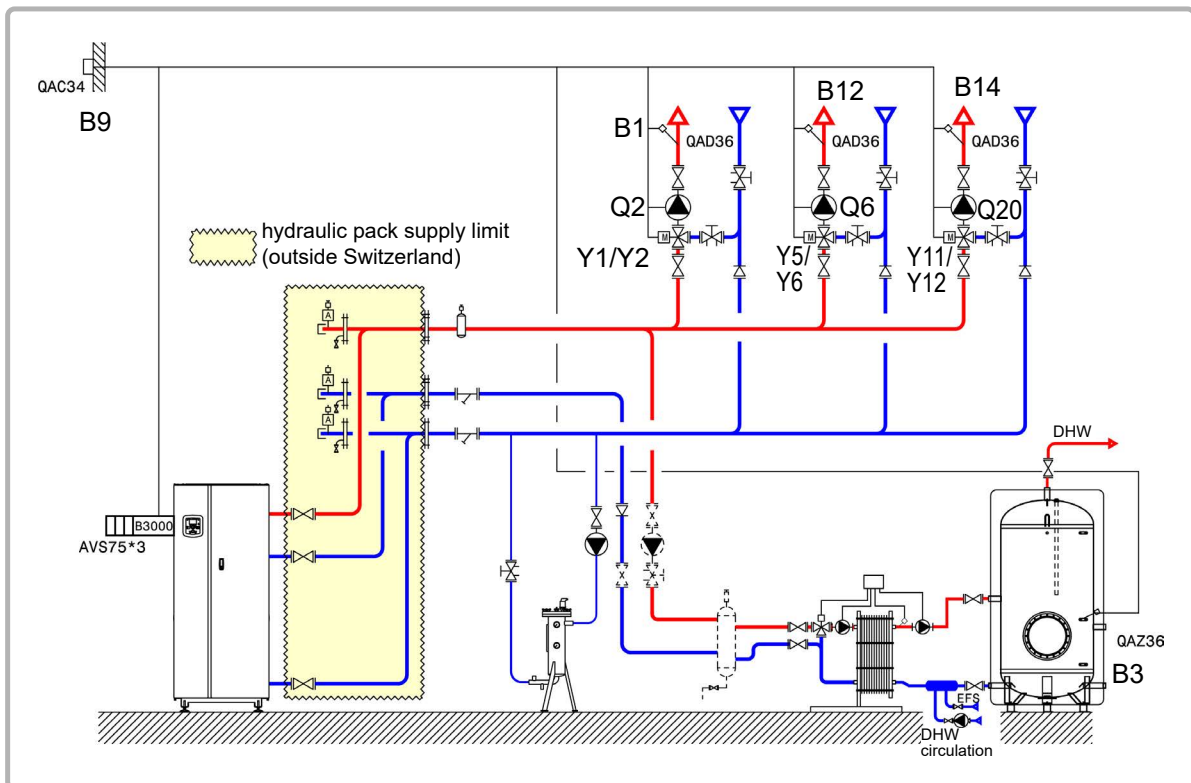 QAC34
B9
B1
QAD36
B12
QAD36
B14
QAD36
Q2
Q6
Q20
M
M
M
Y1/Y2
Y5/
Y6
Y11/
Y12
hydraulic pack supply limit
(outside Switzerland)
A
A
A
DHW
B3000
AVS75*3
QAZ36
B3
EFS
DHW
circulation